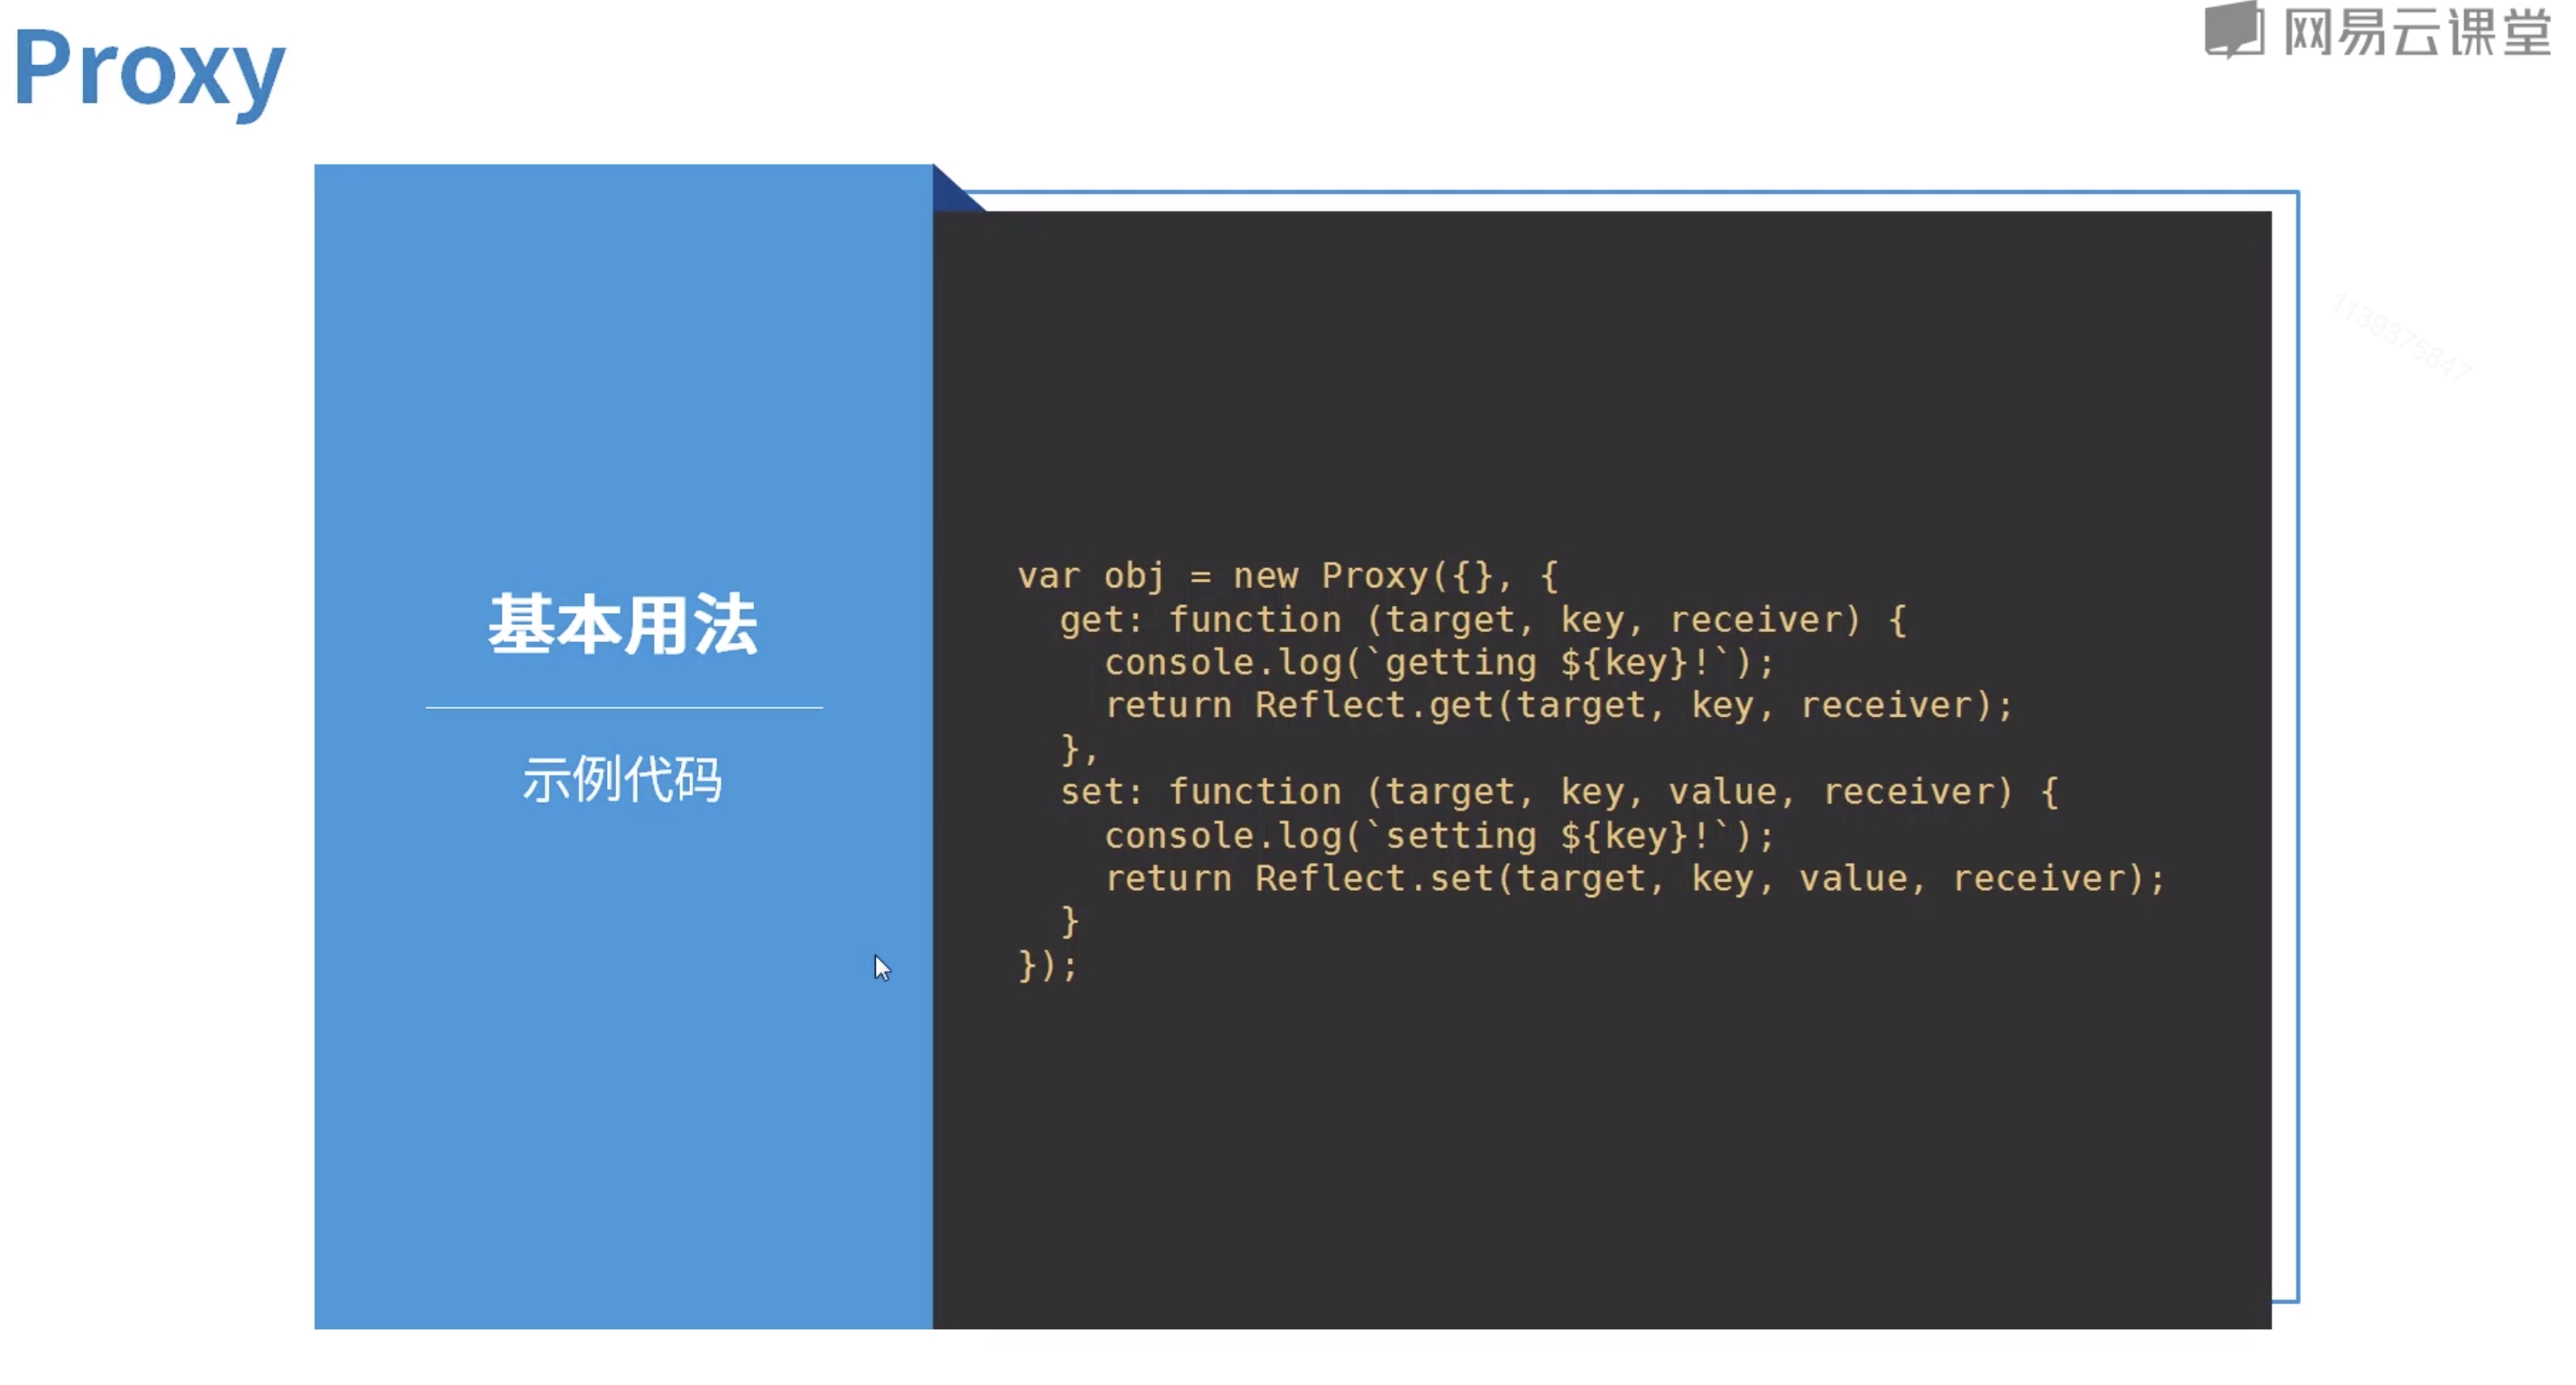 Proxy
网易云课堂
1139375847
基本用法
示例代码
var obj = new Proxy({}, {
  get: function (target, key, receiver) {
    console.log(`getting ${key}!`);
    return Reflect.get(target, key, receiver);
  },
  set: function (target, key, value, receiver) {
    console.log(`setting ${key}!`);
    return Reflect.set(target, key, value, receiver);
  }
});